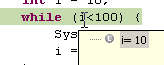 int i = 10;
while (i<100) {
Sys
i= 10
i =